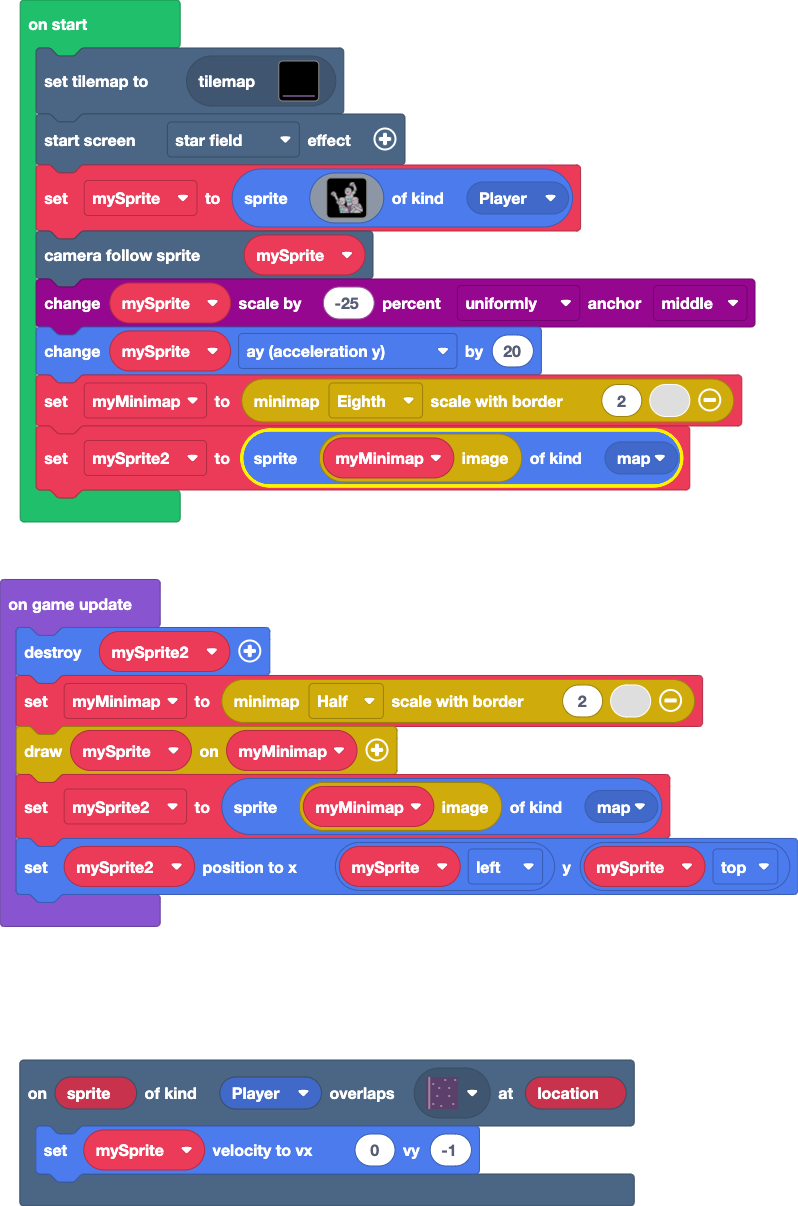 on start
set tilemap to tilemap
start screen star field effect
set mySprite to sprite of kind Player
camera follow sprite mySprite
change mySprite scale by -25 percent uniformly anchor middle
change mySprite ay (acceleration y) by 20
set myMinimap to minimap Eighth scale with border 2
set mySprite2 to sprite myMinimap image of kind map
on game update
destroy mySprite2
set myMinimap to minimap Half scale with border 2
draw mySprite on myMinimap
set mySprite2 to sprite myMinimap image of kind map
set mySprite2 position to x mySprite left y mySprite top
on sprite of kind Player overlaps at location
set mySprite velocity to vx 0 vy -1